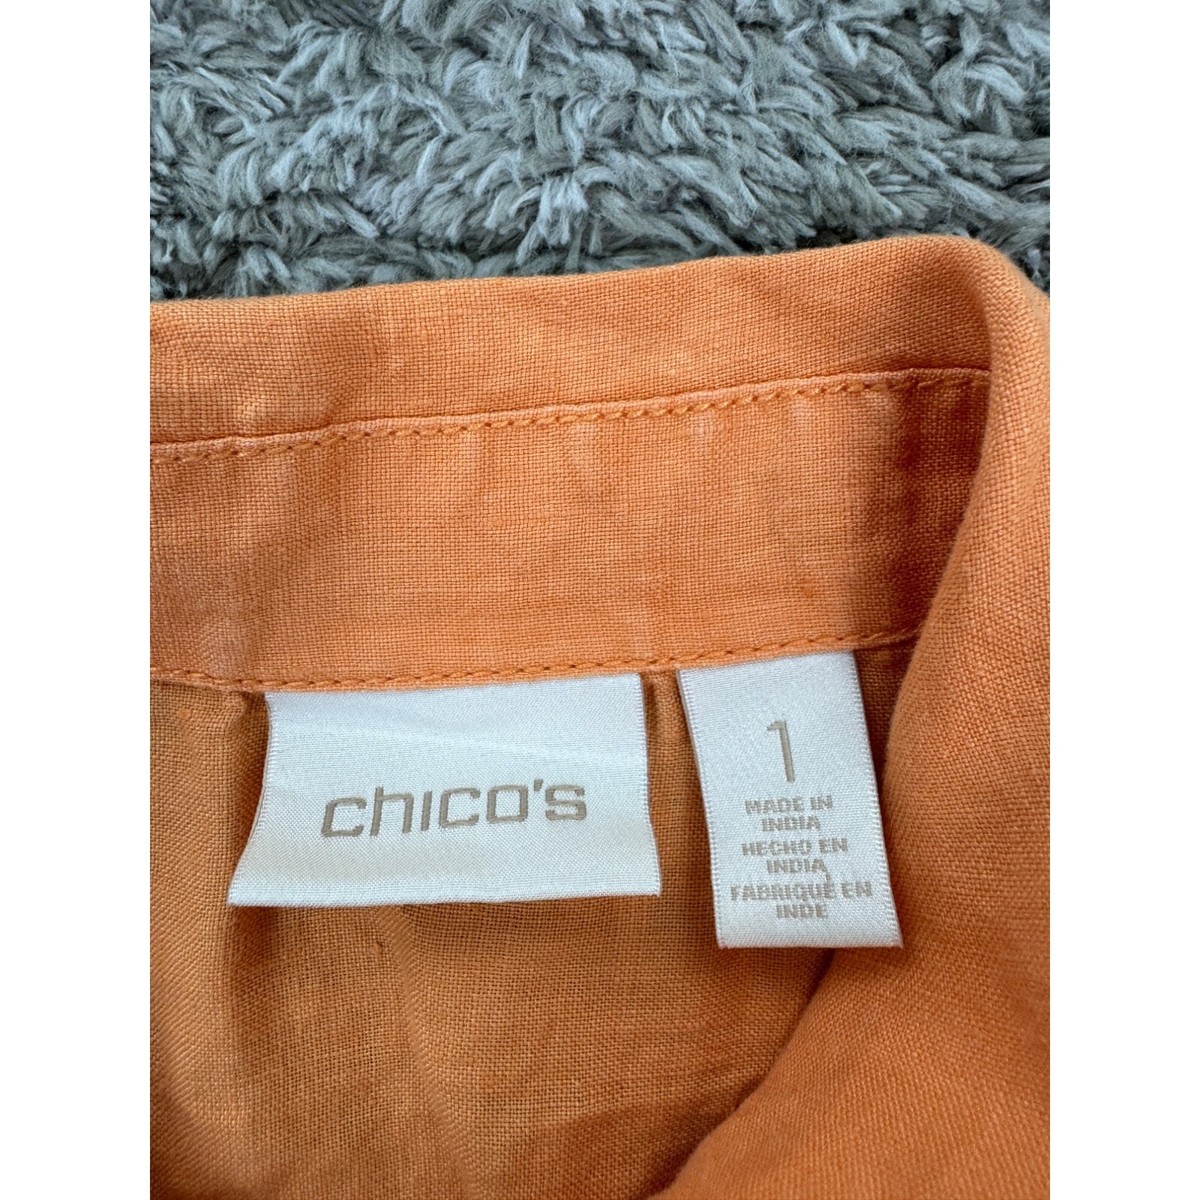 chico's
1
MADE IN
INDIA
HECHO EN
INDIA
FABRIQUÉ EN
INDE